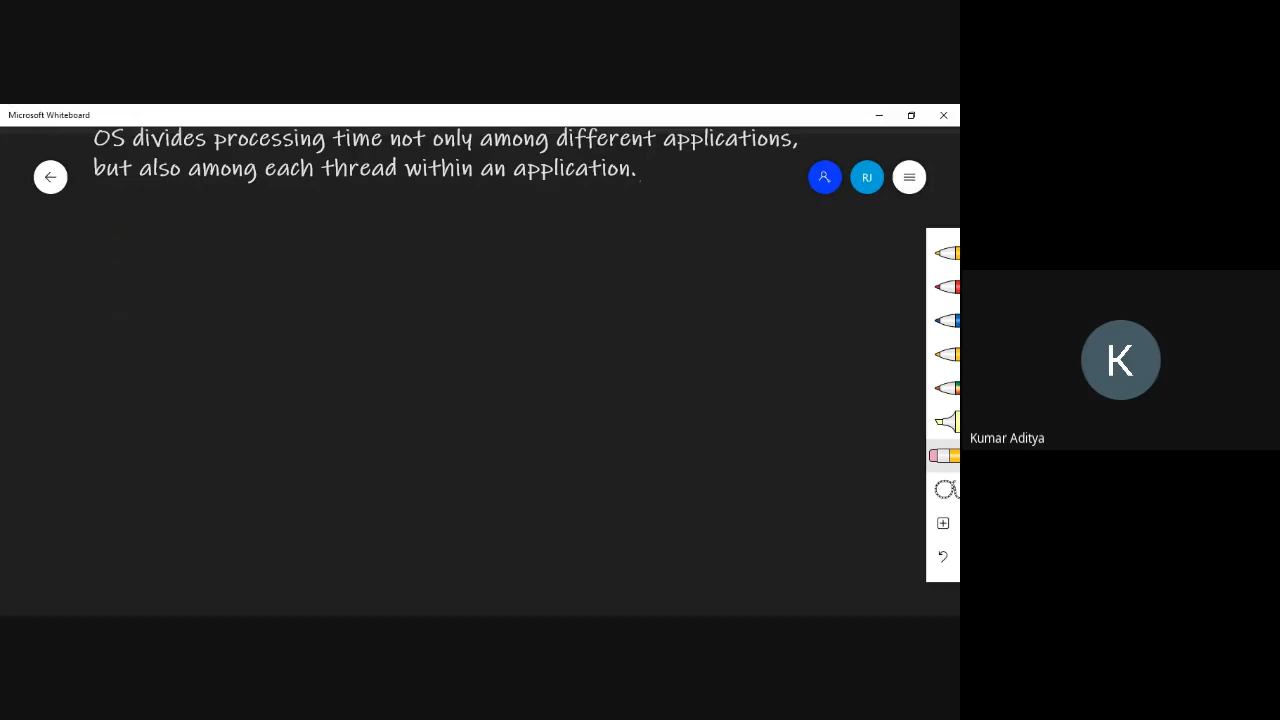 Microsoft Whiteboard
OS divides processing time not only among different applications,
but also among each thread within an application.
RJ
K
Kumar Aditya